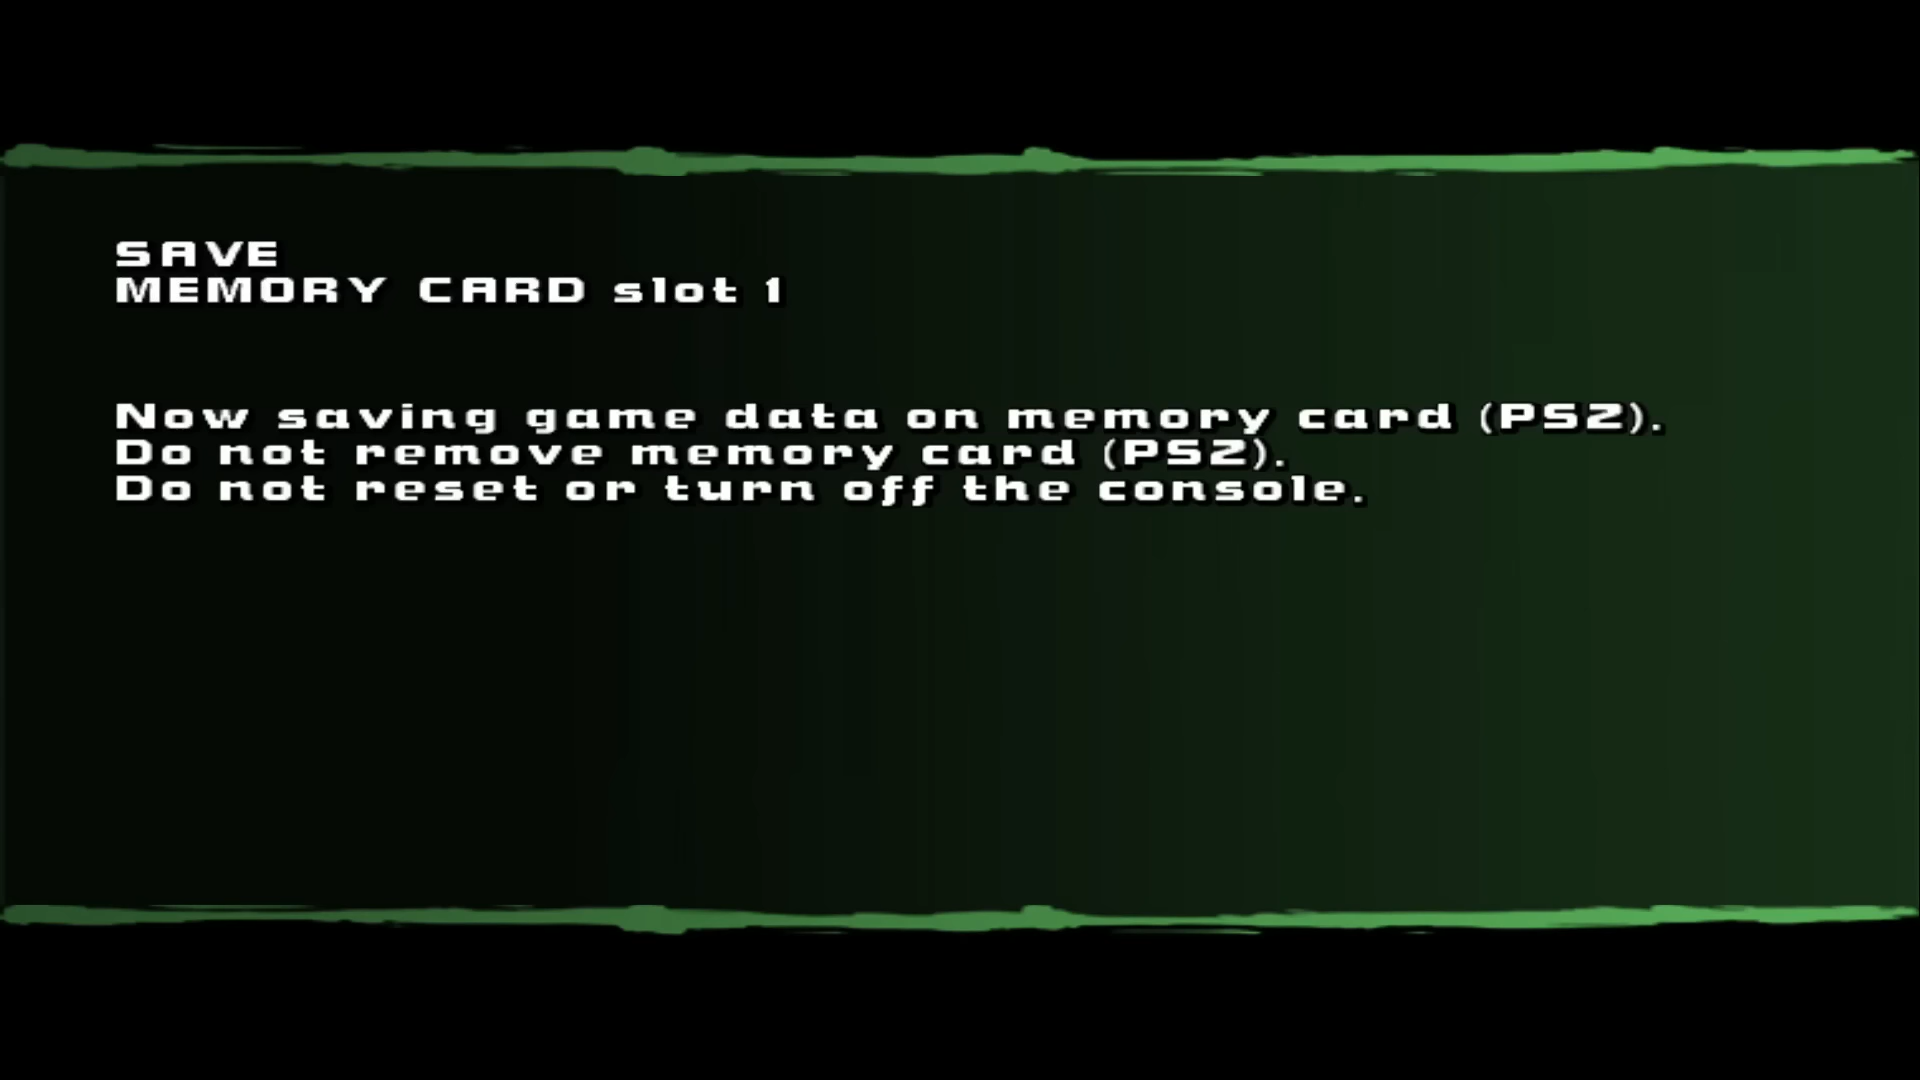 SAVE
MEMORY CARD slot 1
Now saving game data on memory card (PS2).
Do not remove memory card (PS2).
Do not reset or turn off the console.